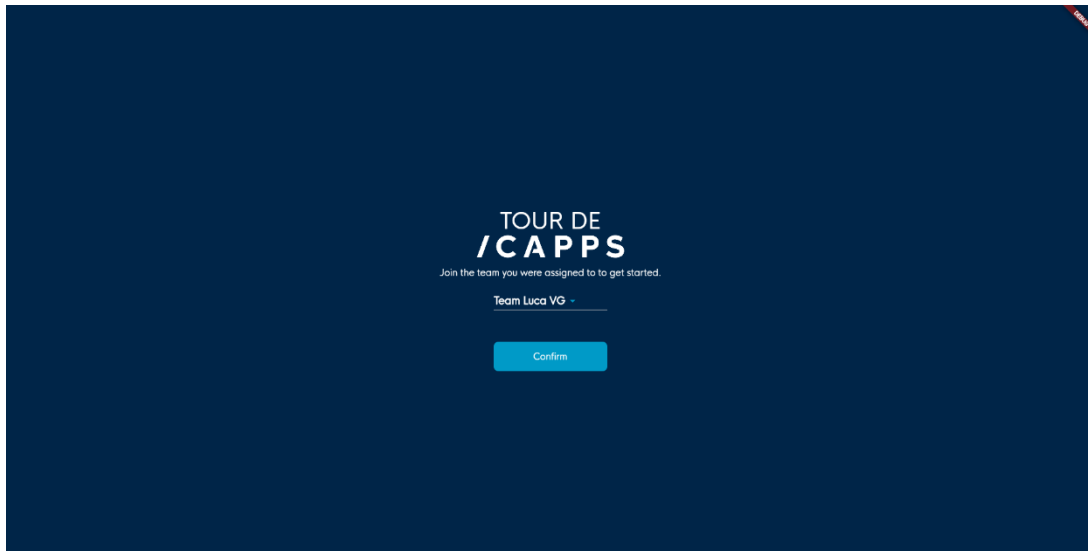 TOUR DE
/CAPPS
Join the team you were assigned to to get started.
Team Luca VG
Confirm